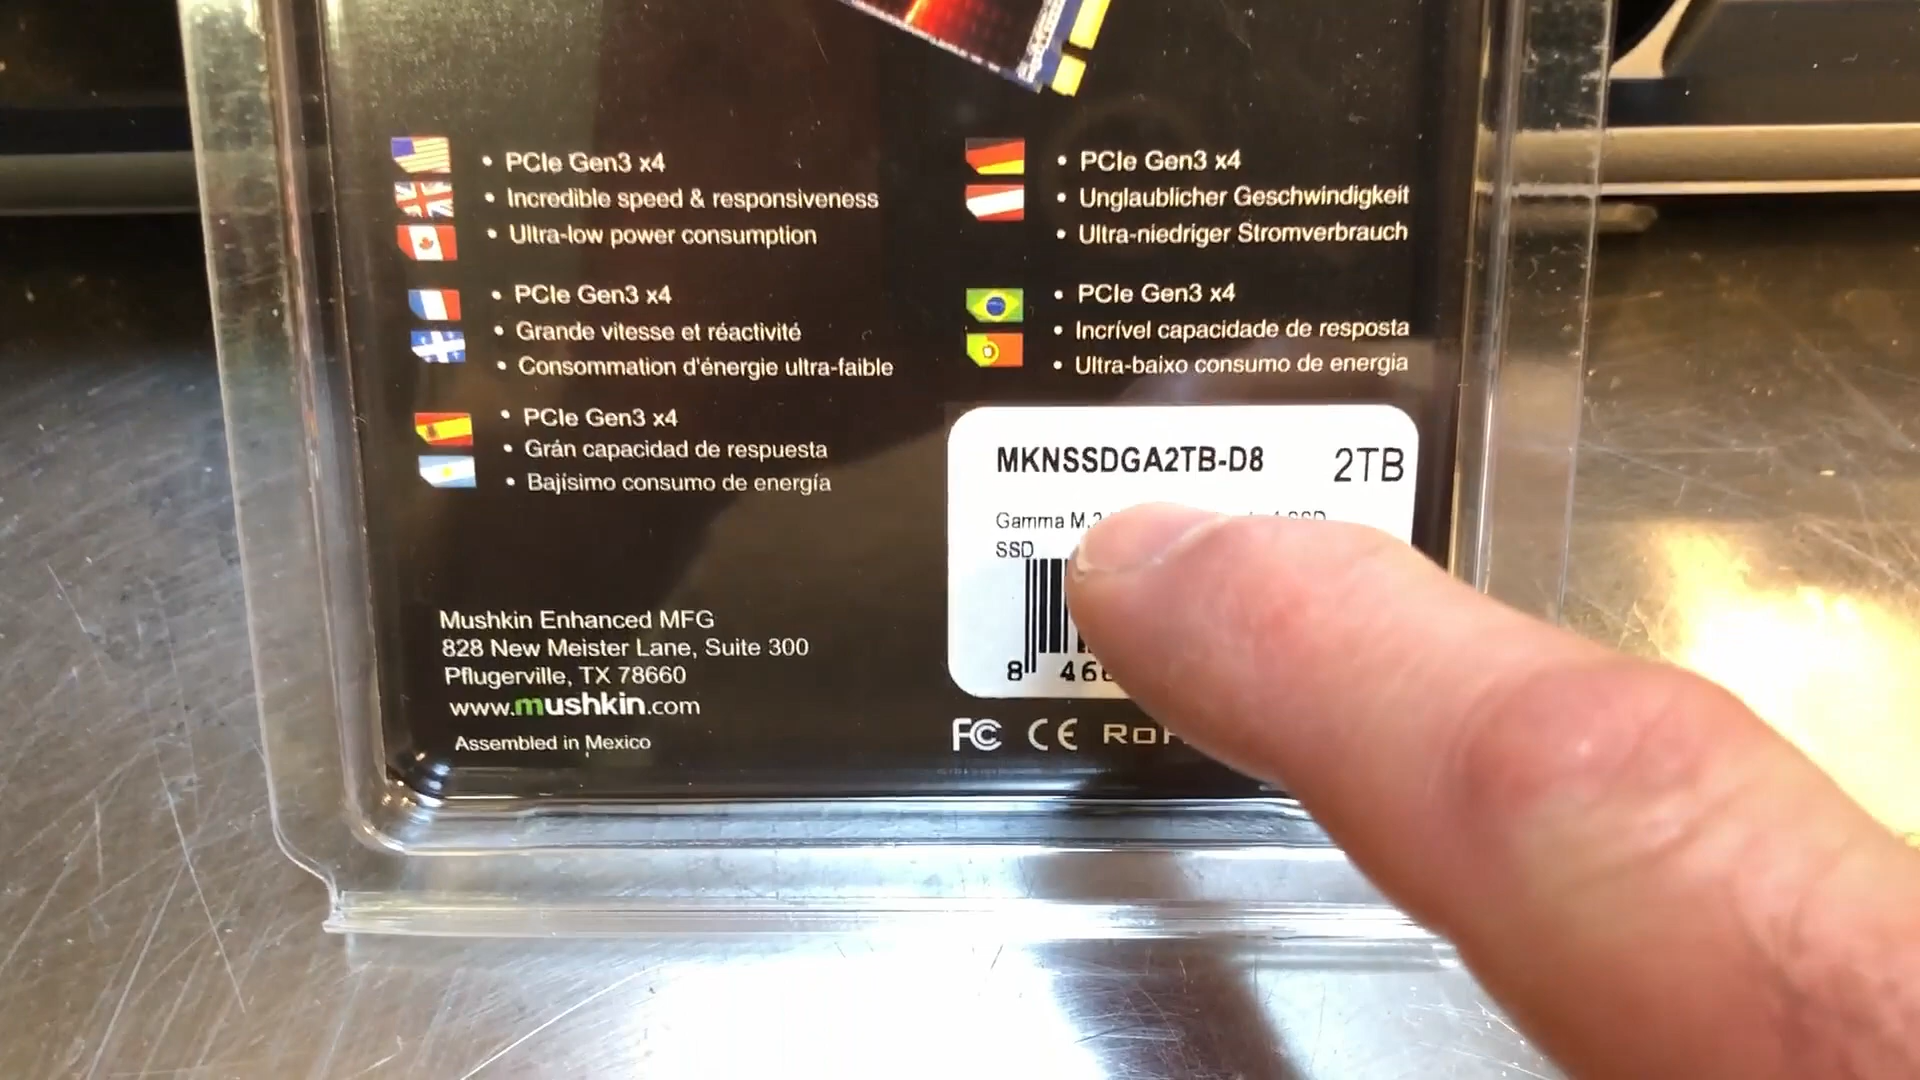 • PCIe Gen3 x4
• Incredible speed & responsiveness
• Ultra-low power consumption
• PCIe Gen3 x4
• Grande vitesse et réactivité
• Consommation d'énergie ultra-faible
• PCIe Gen3 x4
• Grán capacidad de respuesta
• Bajísimo consumo de energía
• PCIe Gen3 x4
• Unglaublicher Geschwindigkeit
• Ultra-niedriger Stromverbrauch
• PCIe Gen3 x4
• Incrível capacidade de resposta
• Ultra-baixo consumo de energia
MKNSSDGA2TB-D8 2TB
Gamma SSD
SSD
8 46
Mushkin Enhanced MFG
828 New Meister Lane, Suite 300
Pflugerville, TX 78660
www.mushkin.com
Assembled in Mexico
FC CE